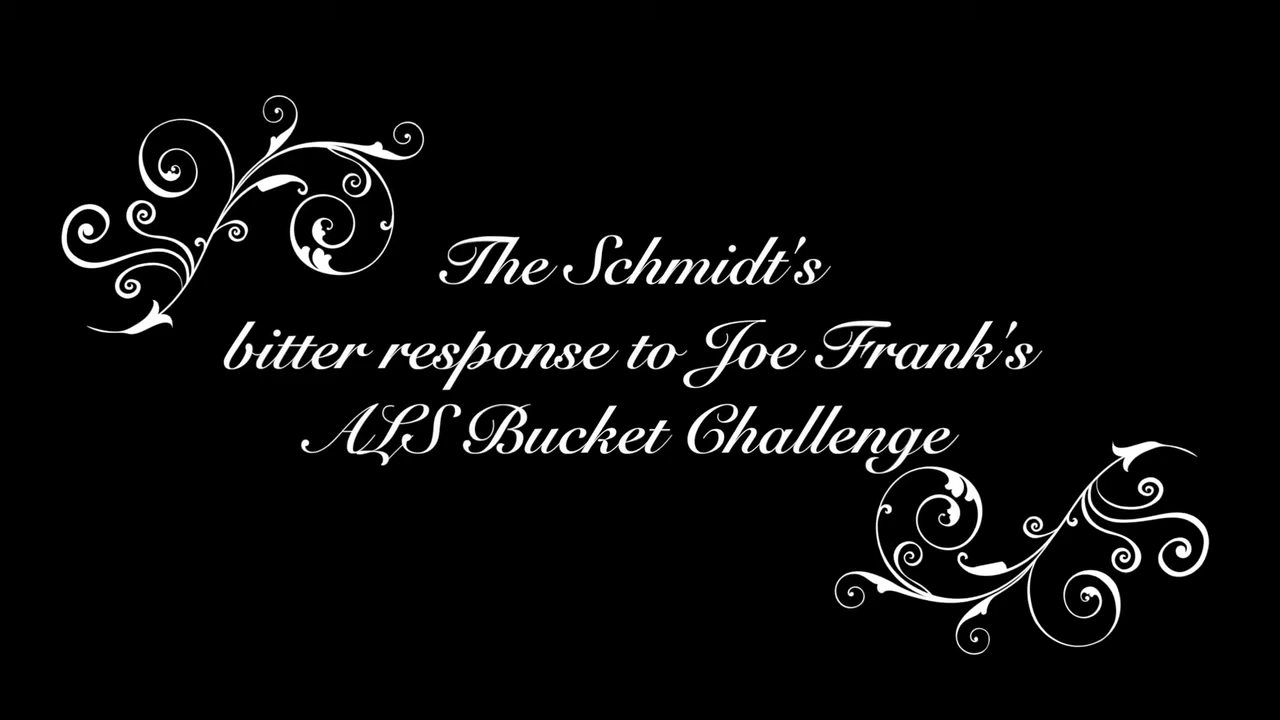 The Schmidt's
bitter response to Joe Frank's
ALS Bucket Challenge